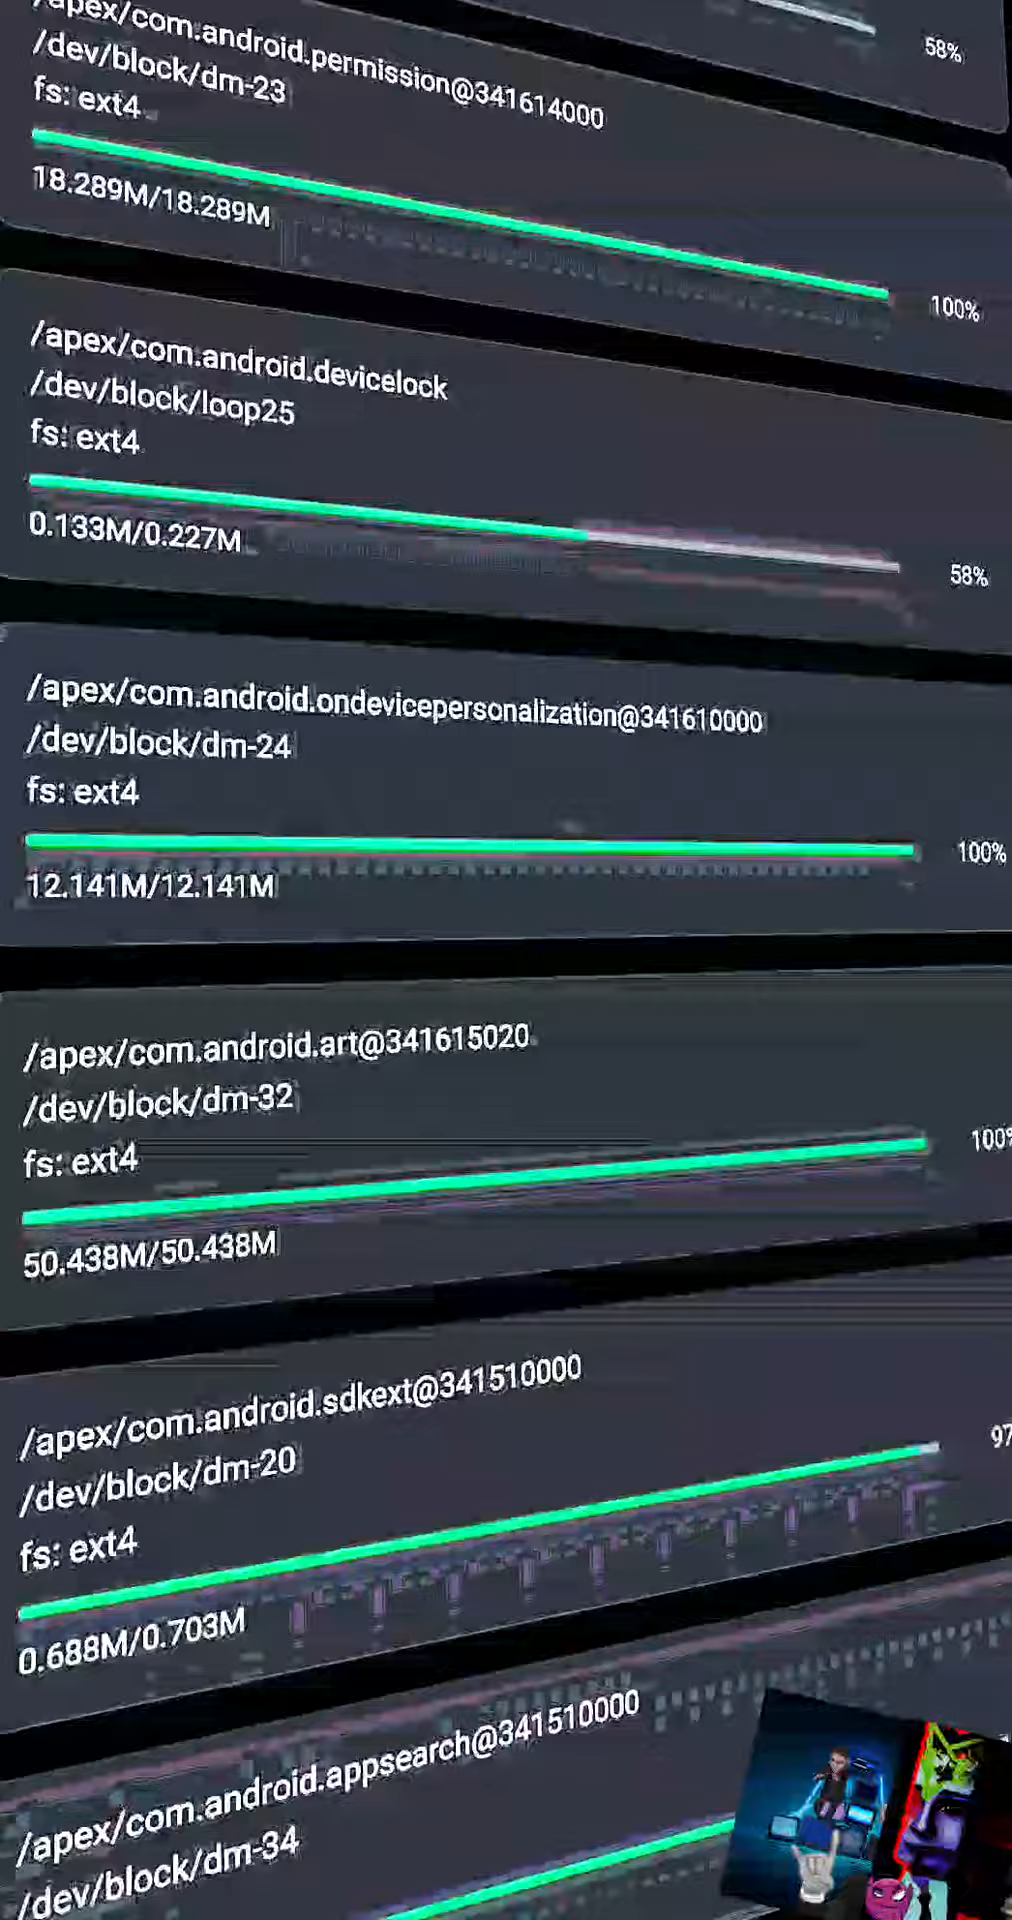 58%
/apex/com.android.permission@341614000
/dev/block/dm-23
fs: ext4
18.289M/18.289M
100%
/apex/com.android.devicelock
/dev/block/loop25
fs: ext4
0.133M/0.227M
58%
/apex/com.android.ondevicepersonalization@341610000
/dev/block/dm-24
fs: ext4
100%
12.141M/12.141M
/apex/com.android.art@341615020
/dev/block/dm-32
fs: ext4
100%
50.438M/50.438M
/apex/com.android.sdkext@341510000
/dev/block/dm-20
fs: ext4
97
0.688M/0.703M
/apex/com.android.appsearch@341510000
/dev/block/dm-34